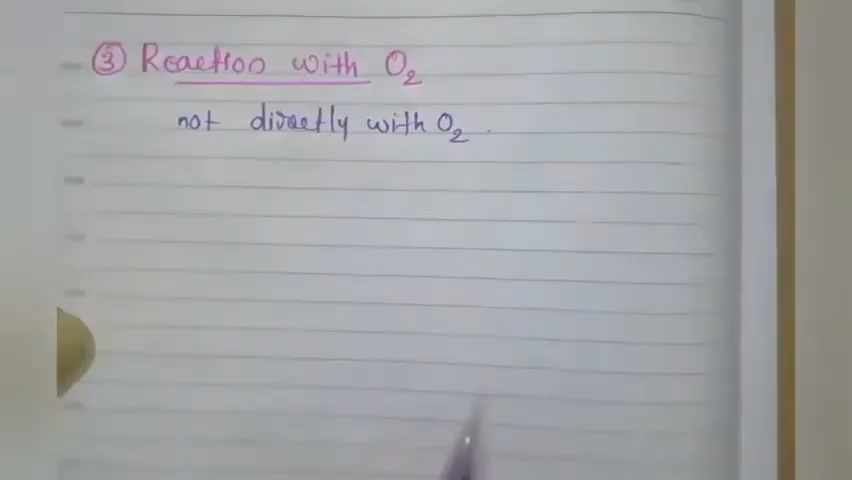 ③ Reaction with O₂
not directly with O₂.